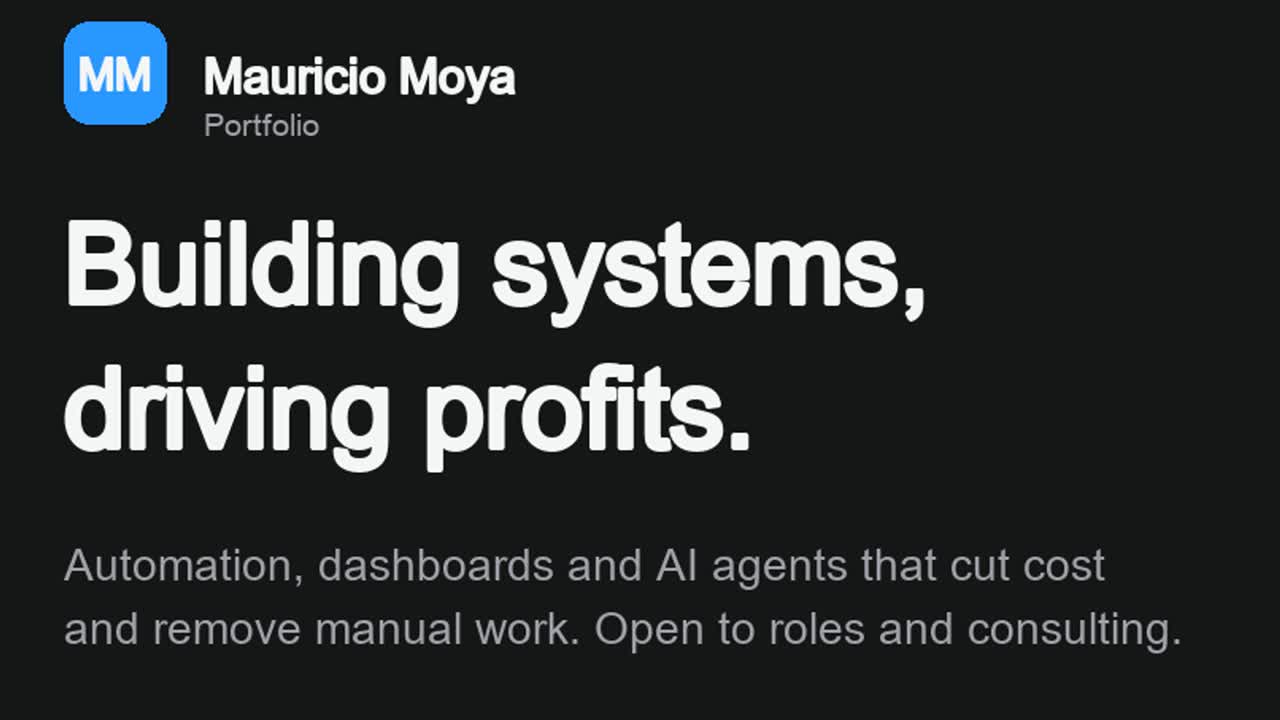 MM
Mauricio Moya
Portfolio
Building systems,
driving profits.
Automation, dashboards and AI agents that cut cost
and remove manual work. Open to roles and consulting.